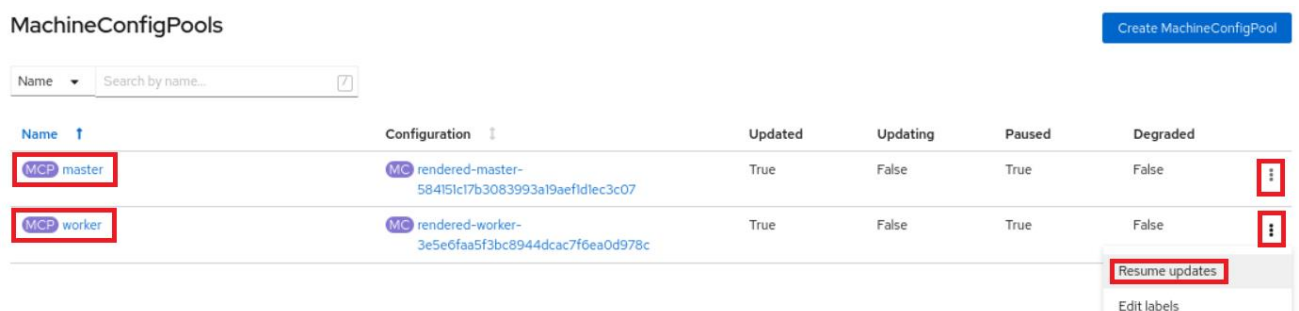 MachineConfigPools
Create MachineConfigPool
Name Search by name... /
Name Configuration Updated Updating Paused Degraded
MCP master MC rendered-master- True False True False
584151c17b3083993a19aef1d1ec3c07
MCP worker MC rendered-worker- True False True False
3e5e6faa5f3bc8944dcac7f6ea0d978c
Resume updates
Edit labels